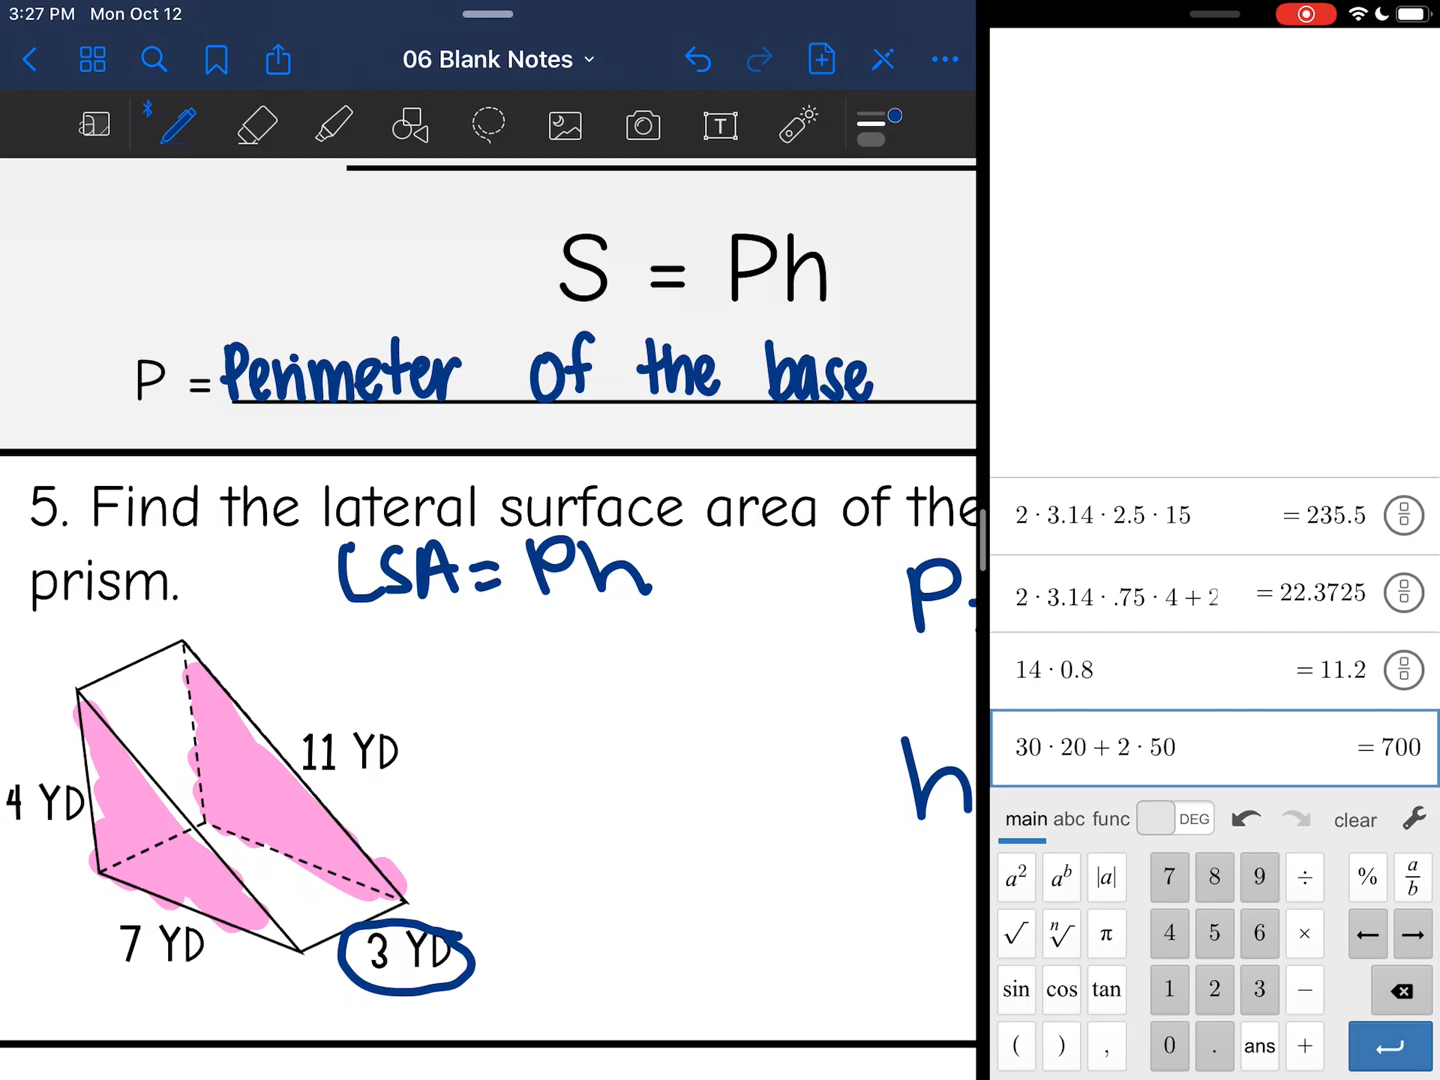 3:27 PM Mon Oct 12
06 Blank Notes
T
S = Ph
P = Perimeter of the base
5. Find the lateral surface area of the
prism.
LSA = Ph
P
h
11 YD
4 YD
7 YD
3 YD
2 · 3.14 · 2.5 · 15 = 235.5
2 · 3.14 · .75 · 4 + 2 = 22.3725
14 · 0.8 = 11.2
30 · 20 + 2 · 50 = 700
main abc func DEG clear
a² aᵇ |a| 7 8 9 ÷ % a/b
√ ⁿ√ π 4 5 6 × ← →
sin cos tan 1 2 3 −
( ) , 0 . ans +